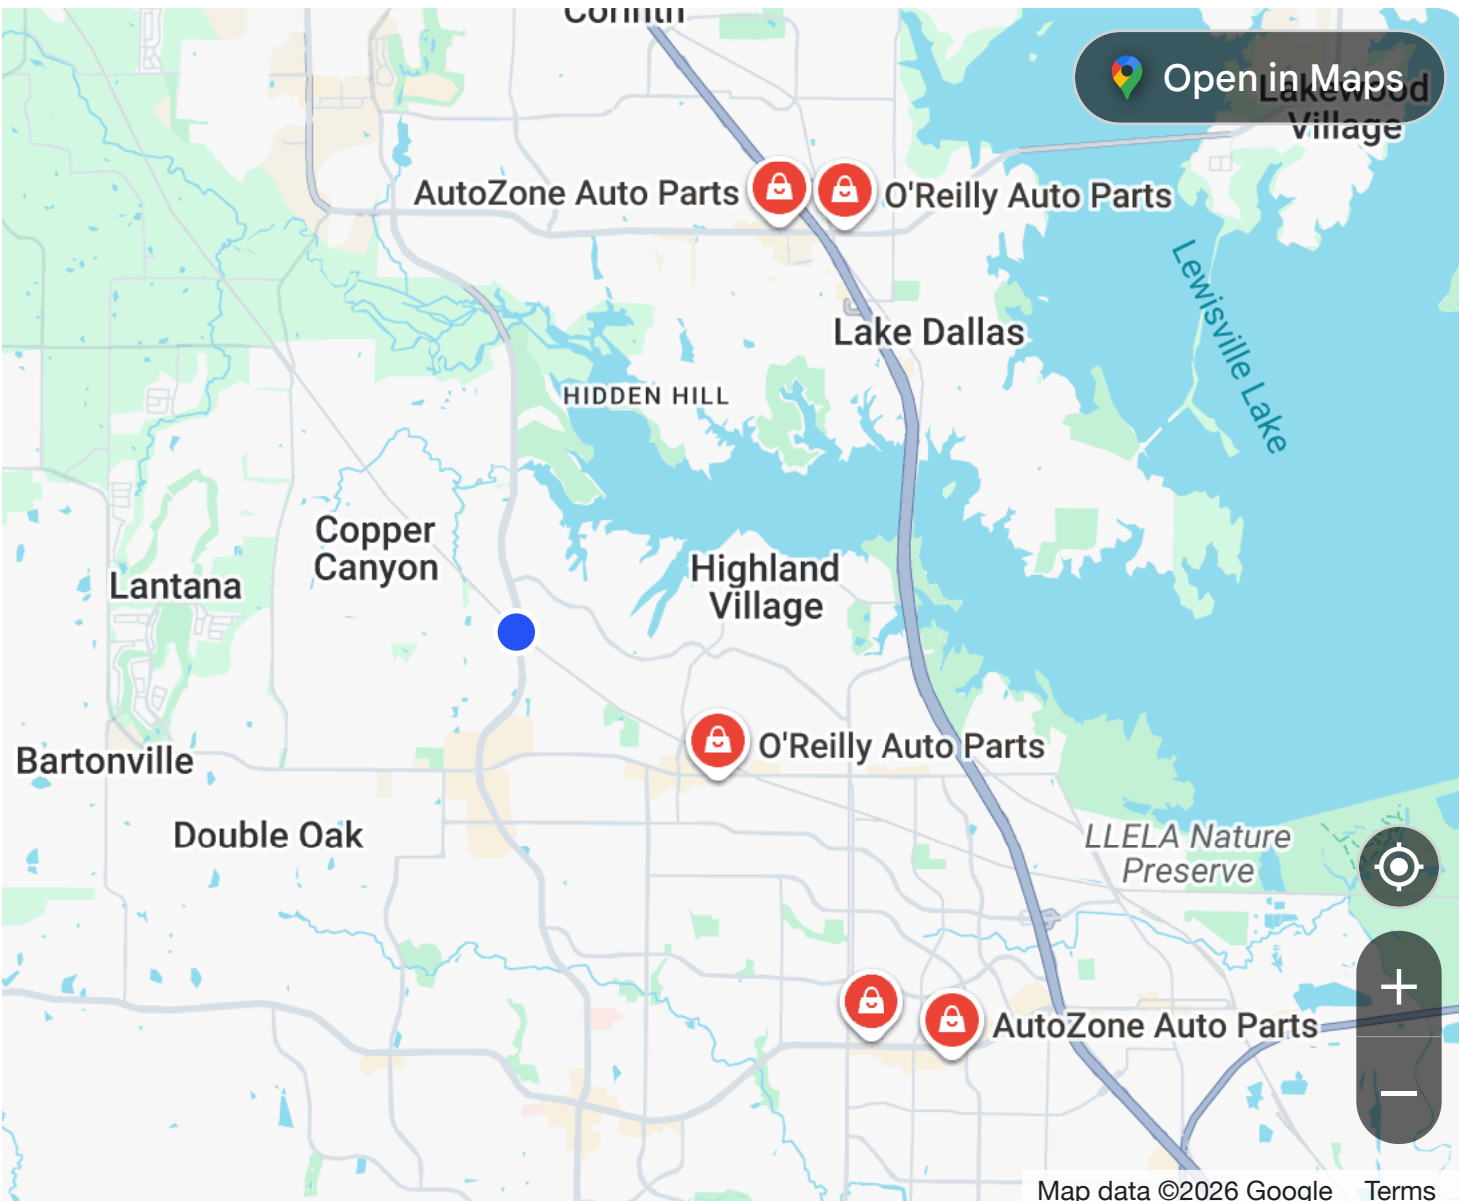 Corinth
Open in Maps
Lakewood
Village
AutoZone Auto Parts
O'Reilly Auto Parts
Lewisville Lake
Lake Dallas
HIDDEN HILL
Copper
Canyon
Lantana
Highland
Village
O'Reilly Auto Parts
Bartonville
Double Oak
LLELA Nature
Preserve
AutoZone Auto Parts
Map data ©2026 Google
Terms